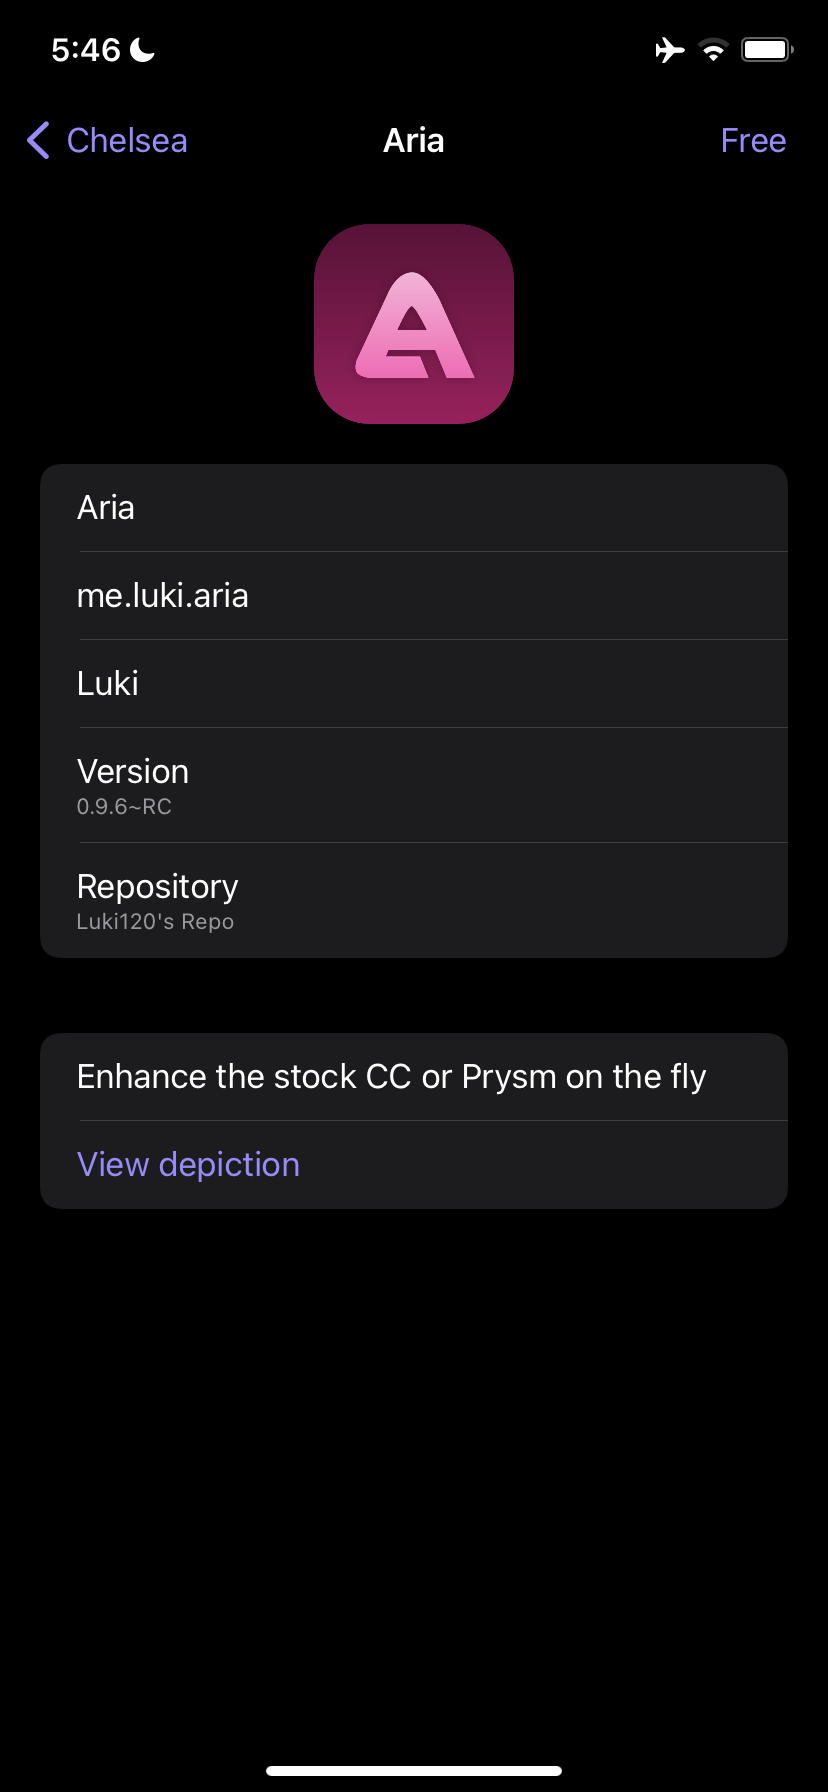 5:46
Chelsea
Aria
Free
Aria
me.luki.aria
Luki
Version
0.9.6~RC
Repository
Luki120's Repo
Enhance the stock CC or Prysm on the fly
View depiction